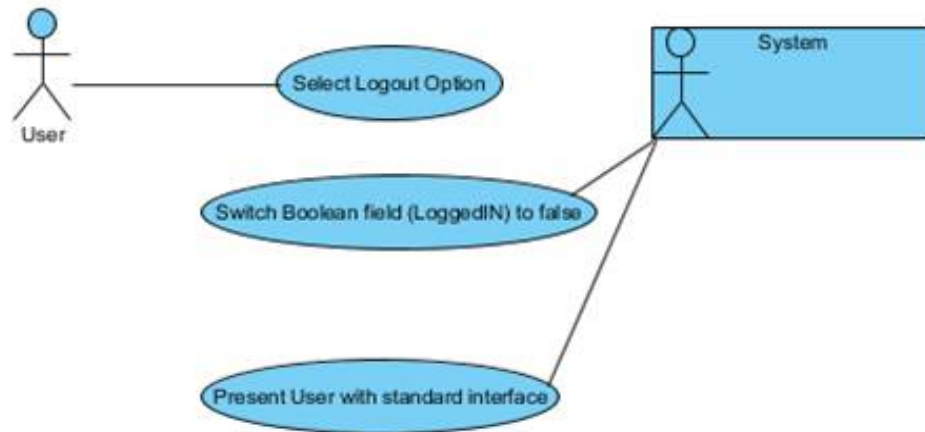 System
Select Logout Option
User
Switch Boolean field (LoggedIN) to false
Present User with standard interface